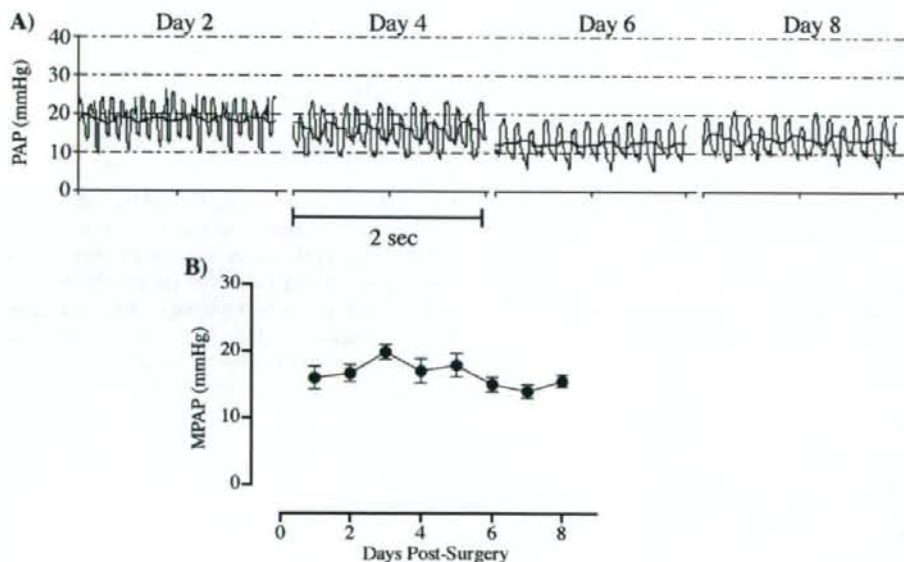 A)
Day 2 Day 4 Day 6 Day 8
PAP (mmHg)
40
30
20
10
0
2 sec
B)
MPAP (mmHg)
30
20
10
0
0 2 4 6 8
Days Post-Surgery